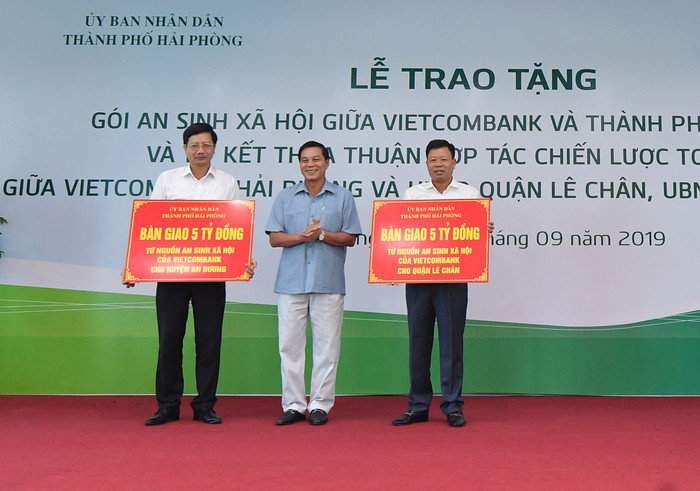 ỦY BAN NHÂN DÂN
THÀNH PHỐ HẢI PHÒNG
LỄ TRAO TẶNG
GÓI AN SINH XÃ HỘI GIỮA VIETCOMBANK VÀ THÀNH PH
VÀ KẾT THỎA THUẬN HỢP TÁC CHIẾN LƯỢC TO
GIỮA VIETCOM HẢI PHÒNG VÀ QUẬN LÊ CHÂN, UBN
háng 09 năm 2019
ỦY BAN NHÂN DÂN
THÀNH PHỐ HẢI PHÒNG
BÀN GIAO 5 TỶ ĐỒNG
TỪ NGUỒN AN SINH XÃ HỘI
CỦA VIETCOMBANK
CHO HUYỆN AN DƯƠNG
ỦY BAN NHÂN DÂN
THÀNH PHỐ HẢI PHÒNG
BÀN GIAO 5 TỶ ĐỒNG
TỪ NGUỒN AN SINH XÃ HỘI
CỦA VIETCOMBANK
CHO QUẬN LÊ CHÂN